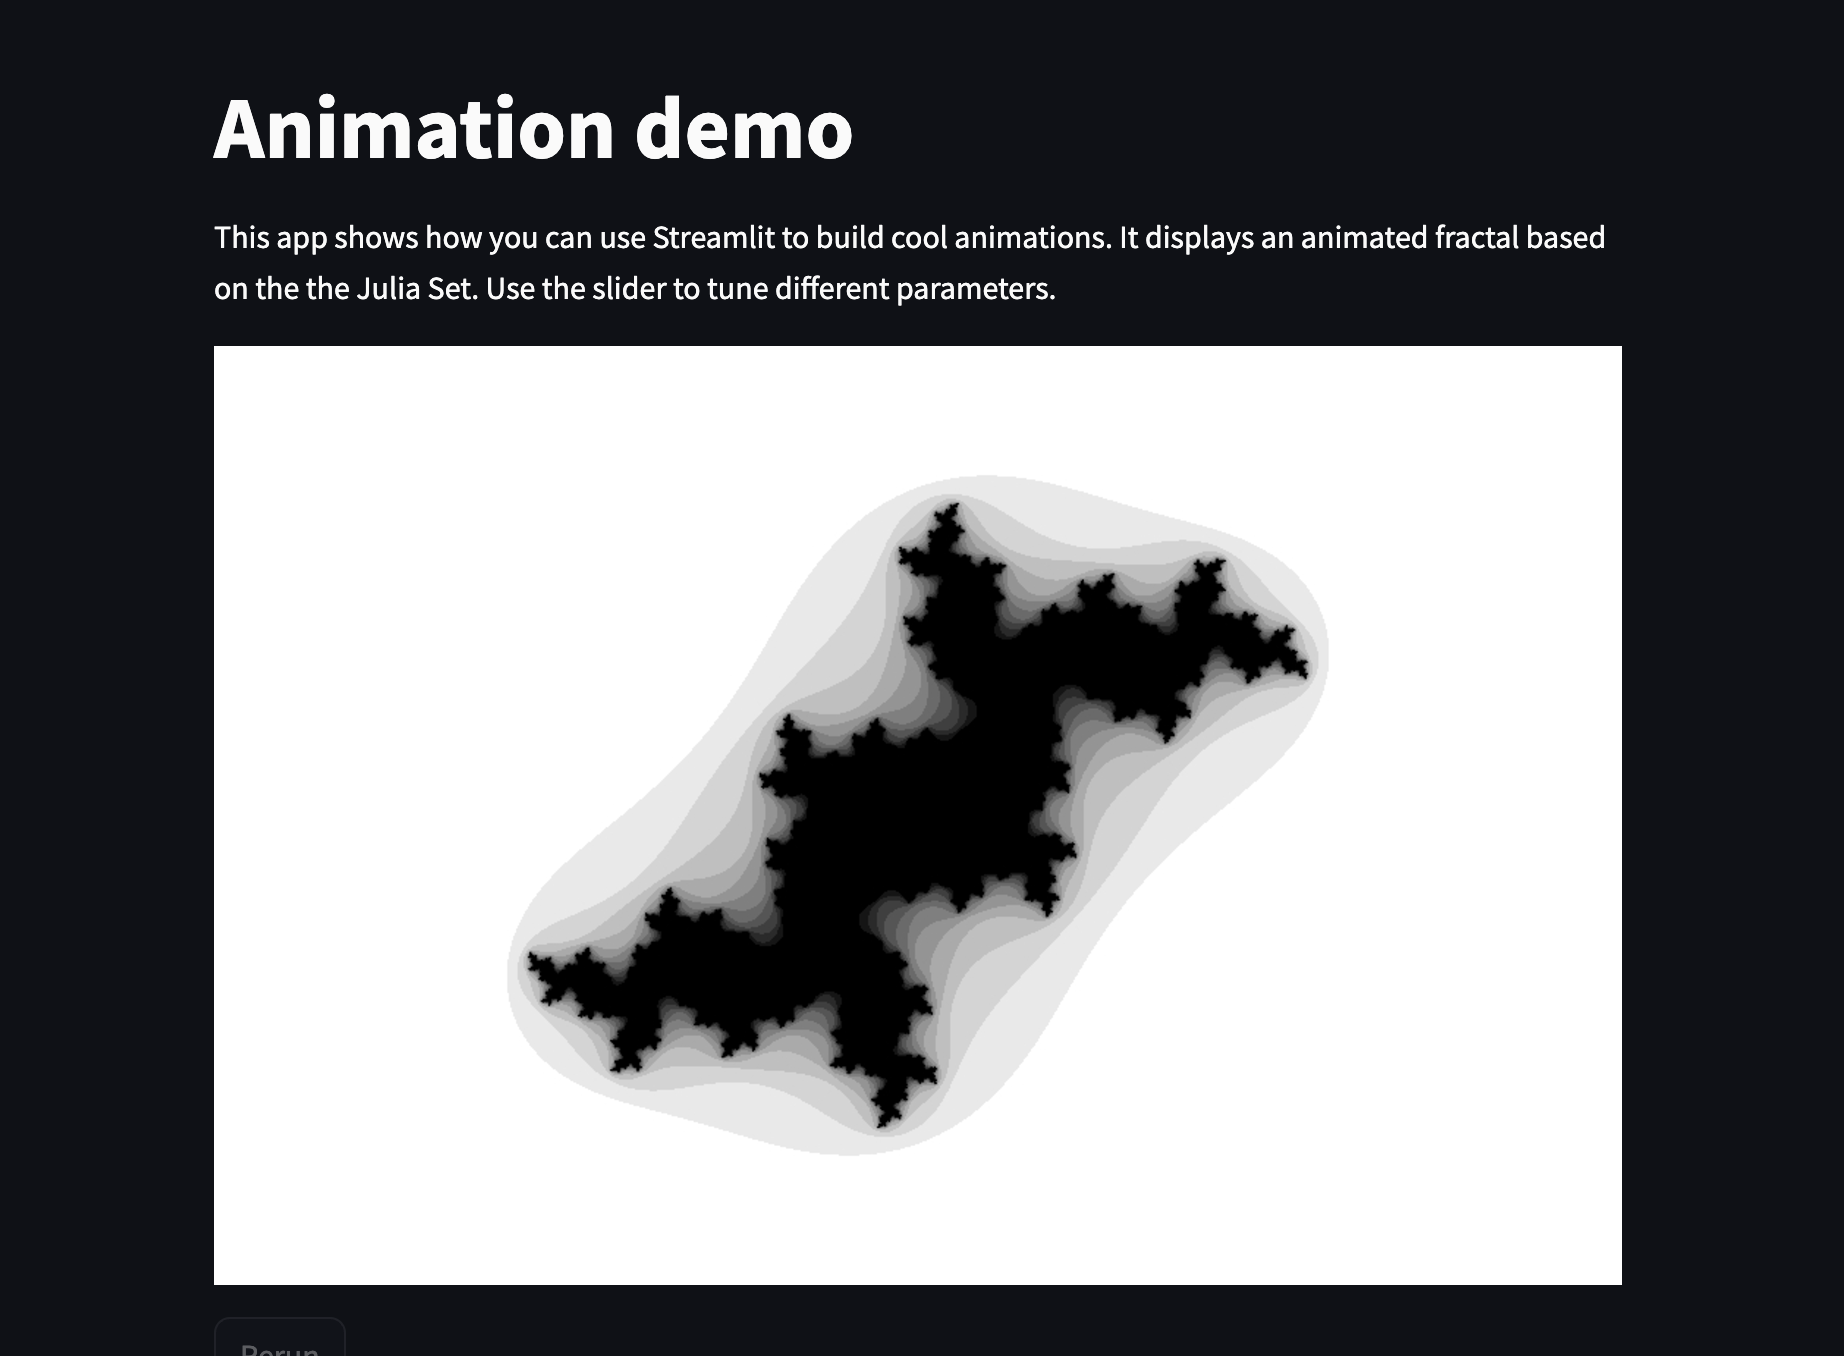 Animation demo
This app shows how you can use Streamlit to build cool animations. It displays an animated fractal based
on the the Julia Set. Use the slider to tune different parameters.
Rerun